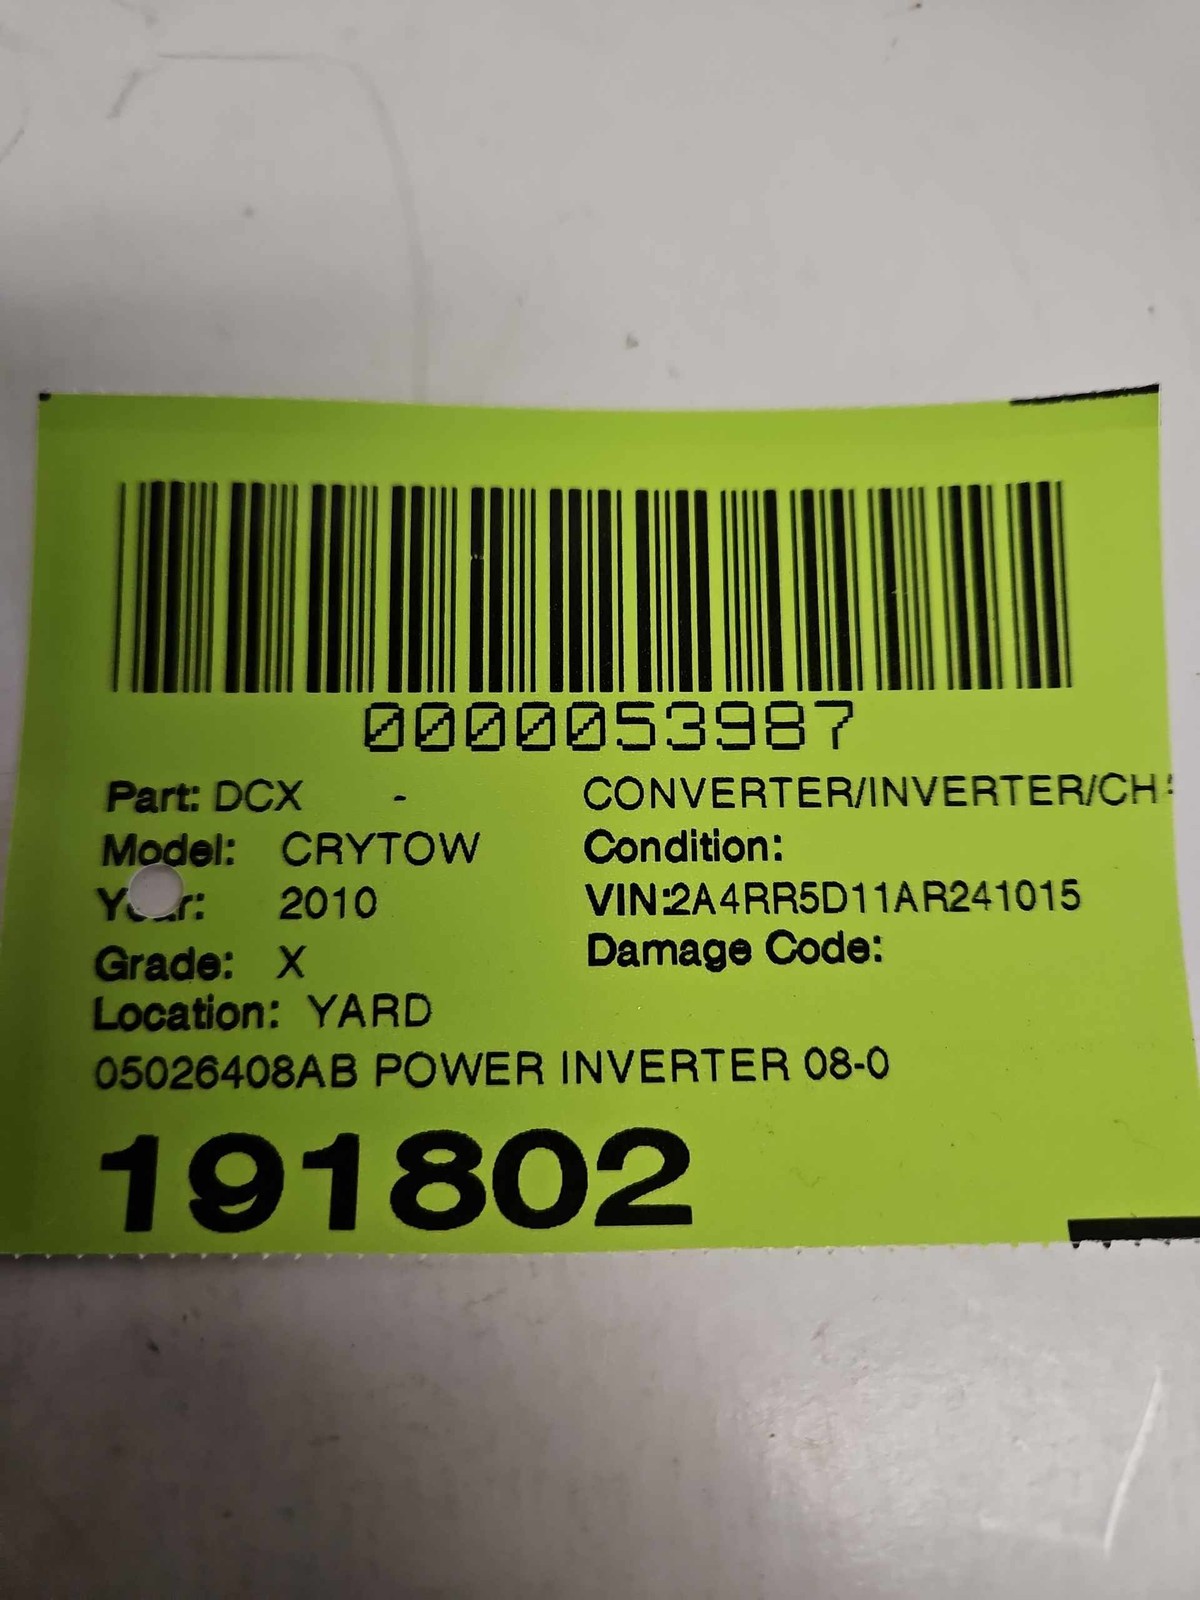 0000053987
Part: DCX - CONVERTER/INVERTER/CH
Model: CRYTOW Condition:
Year: 2010 VIN:2A4RR5D11AR241015
Grade: X Damage Code:
Location: YARD
05026408AB POWER INVERTER 08-0
191802